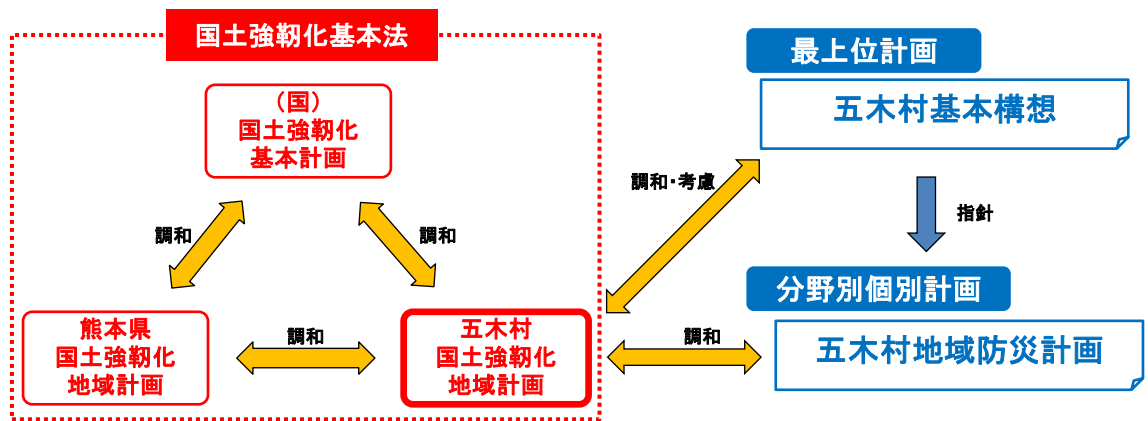 国土強靭化基本法
（国）
国土強靭化
基本計画
調和
調和
熊本県
国土強靭化
地域計画
調和
五木村
国土強靭化
地域計画
最上位計画
五木村基本構想
調和・考慮
指針
分野別個別計画
調和
五木村地域防災計画